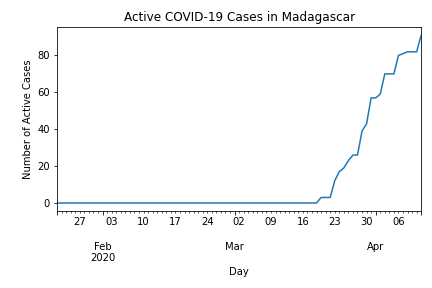 Active COVID-19 Cases in Madagascar
Number of Active Cases
80
60
40
20
0
27 03 10 17 24 02 09 16 23 30 06
Feb Mar Apr
2020
Day